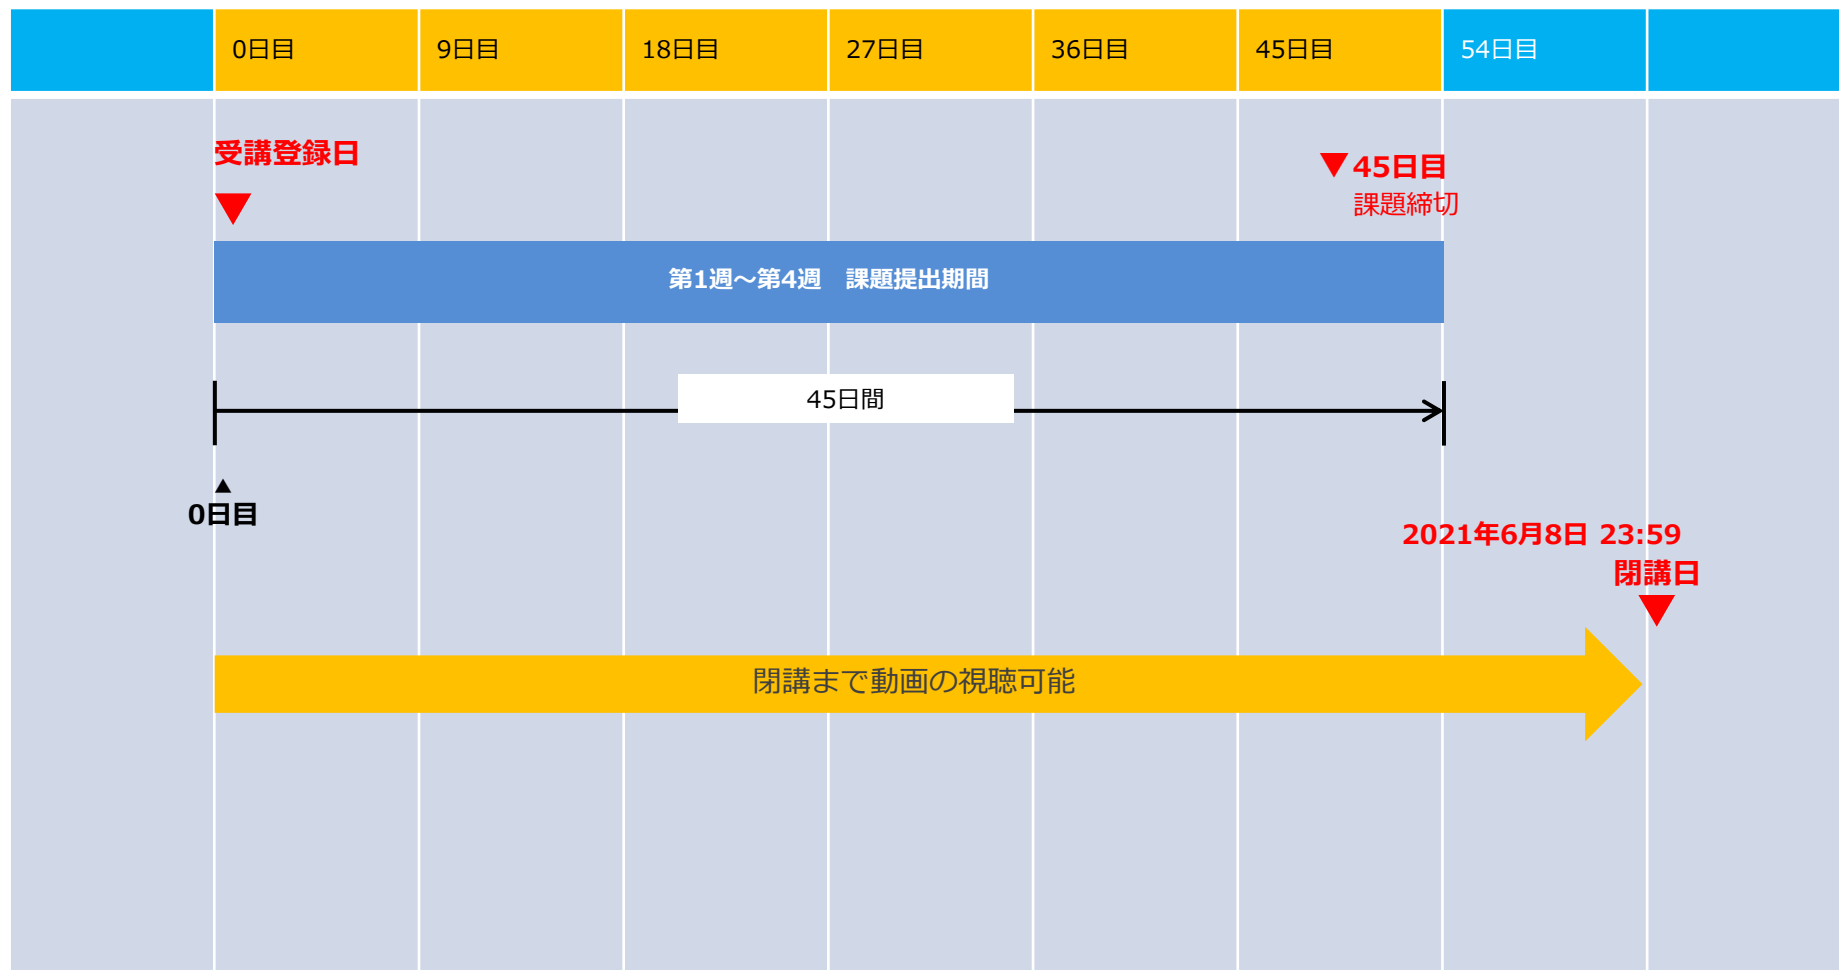 0日目
9日目
18日目
27日目
36日目
45日目
54日目
受講登録日
45日目
課題締切
第1週～第4週　課題提出期間
45日間
0日目
2021年6月8日 23:59
閉講日
閉講まで動画の視聴可能